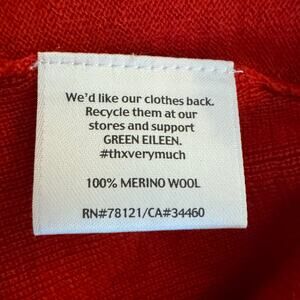 We'd like our clothes back.
Recycle them at our
stores and support
GREEN EILEEN.
#thxverymuch
100% MERINO WOOL
RN#78121/CA#34460